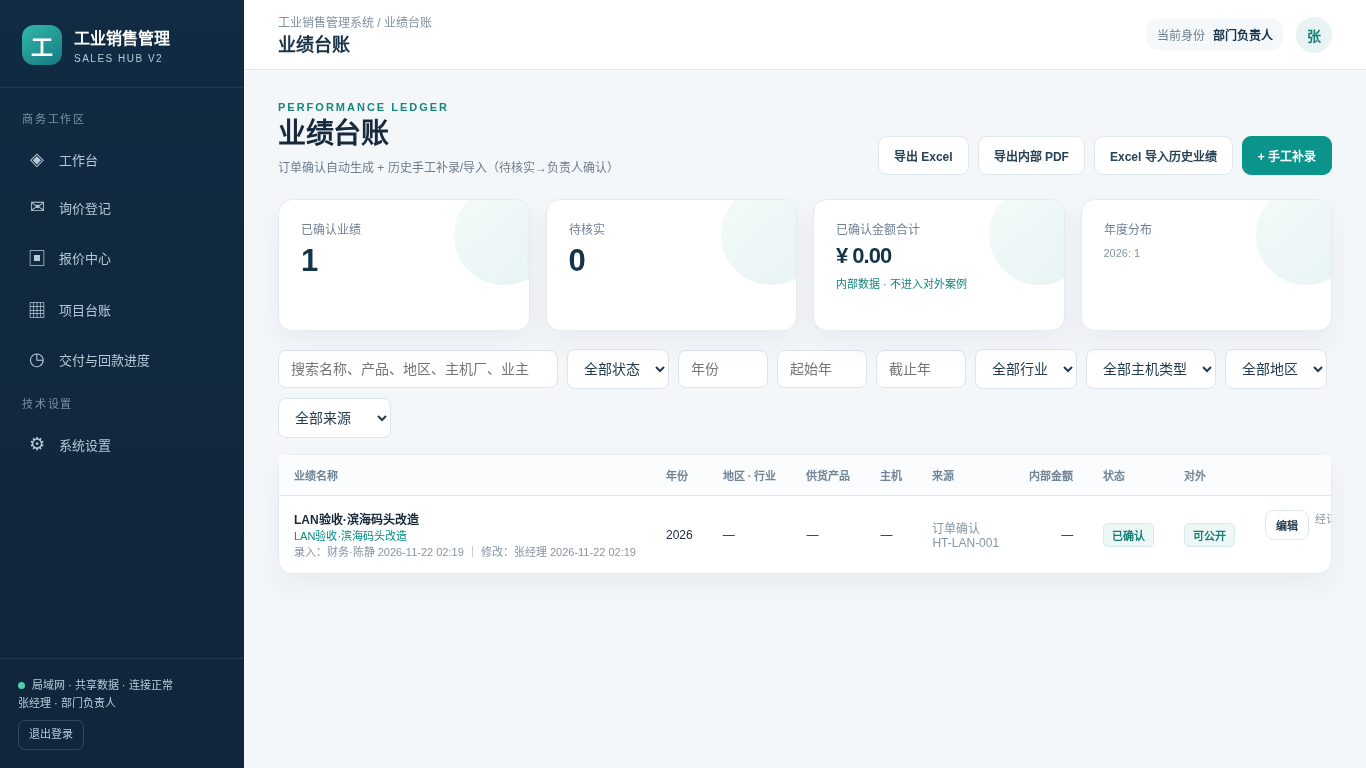 工
工业销售管理
SALES HUB V2
商务工作区
工作台
询价登记
报价中心
项目台账
交付与回款进度
技术设置
系统设置
局域网 · 共享数据 · 连接正常
张经理 · 部门负责人
退出登录
工业销售管理系统 / 业绩台账
业绩台账
当前身份 部门负责人
张
PERFORMANCE LEDGER
业绩台账
订单确认自动生成 + 历史手工补录/导入（待核实→负责人确认）
导出 Excel
导出内部 PDF
Excel 导入历史业绩
+ 手工补录
已确认业绩
1
待核实
0
已确认金额合计
¥ 0.00
内部数据 · 不进入对外案例
年度分布
2026: 1
搜索名称、产品、地区、主机厂、业主
全部状态
年份
起始年
截止年
全部行业
全部主机类型
全部地区
全部来源
业绩名称 年份 地区 · 行业 供货产品 主机 来源 内部金额 状态 对外
LAN验收·滨海码头改造
LAN验收·滨海码头改造
录入：财务·陈静 2026-11-22 02:19 ｜ 修改：张经理 2026-11-22 02:19
2026
—
—
—
订单确认
HT-LAN-001
—
已确认
可公开
编辑